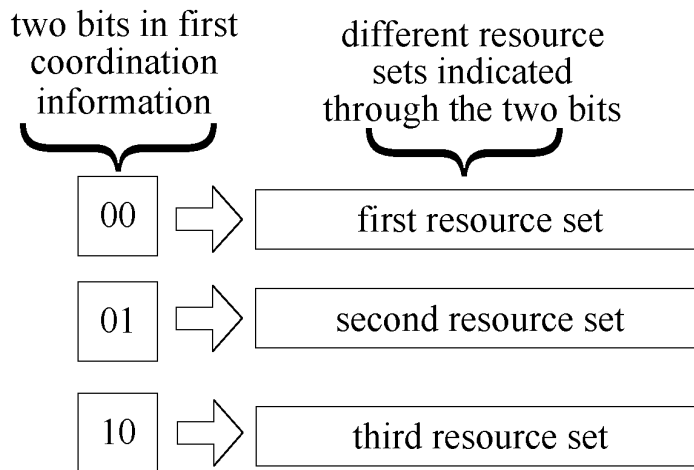 two bits in first
coordination
information
different resource
sets indicated
through the two bits
00
first resource set
01
second resource set
10
third resource set